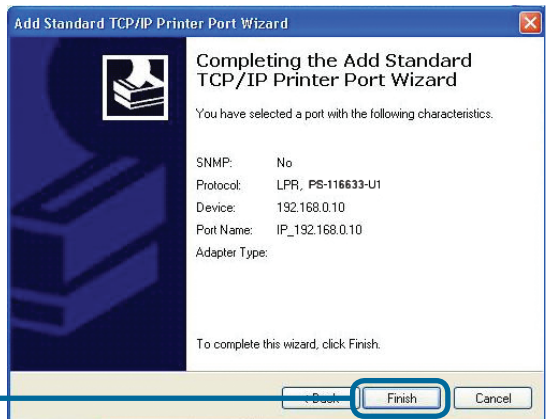 Add Standard TCP/IP Printer Port Wizard
Completing the Add Standard
TCP/IP Printer Port Wizard
You have selected a port with the following characteristics.
SNMP: No
Protocol: LPR, PS-116633-U1
Device: 192.168.0.10
Port Name: IP_192.168.0.10
Adapter Type:
To complete this wizard, click Finish.
< Back Finish Cancel